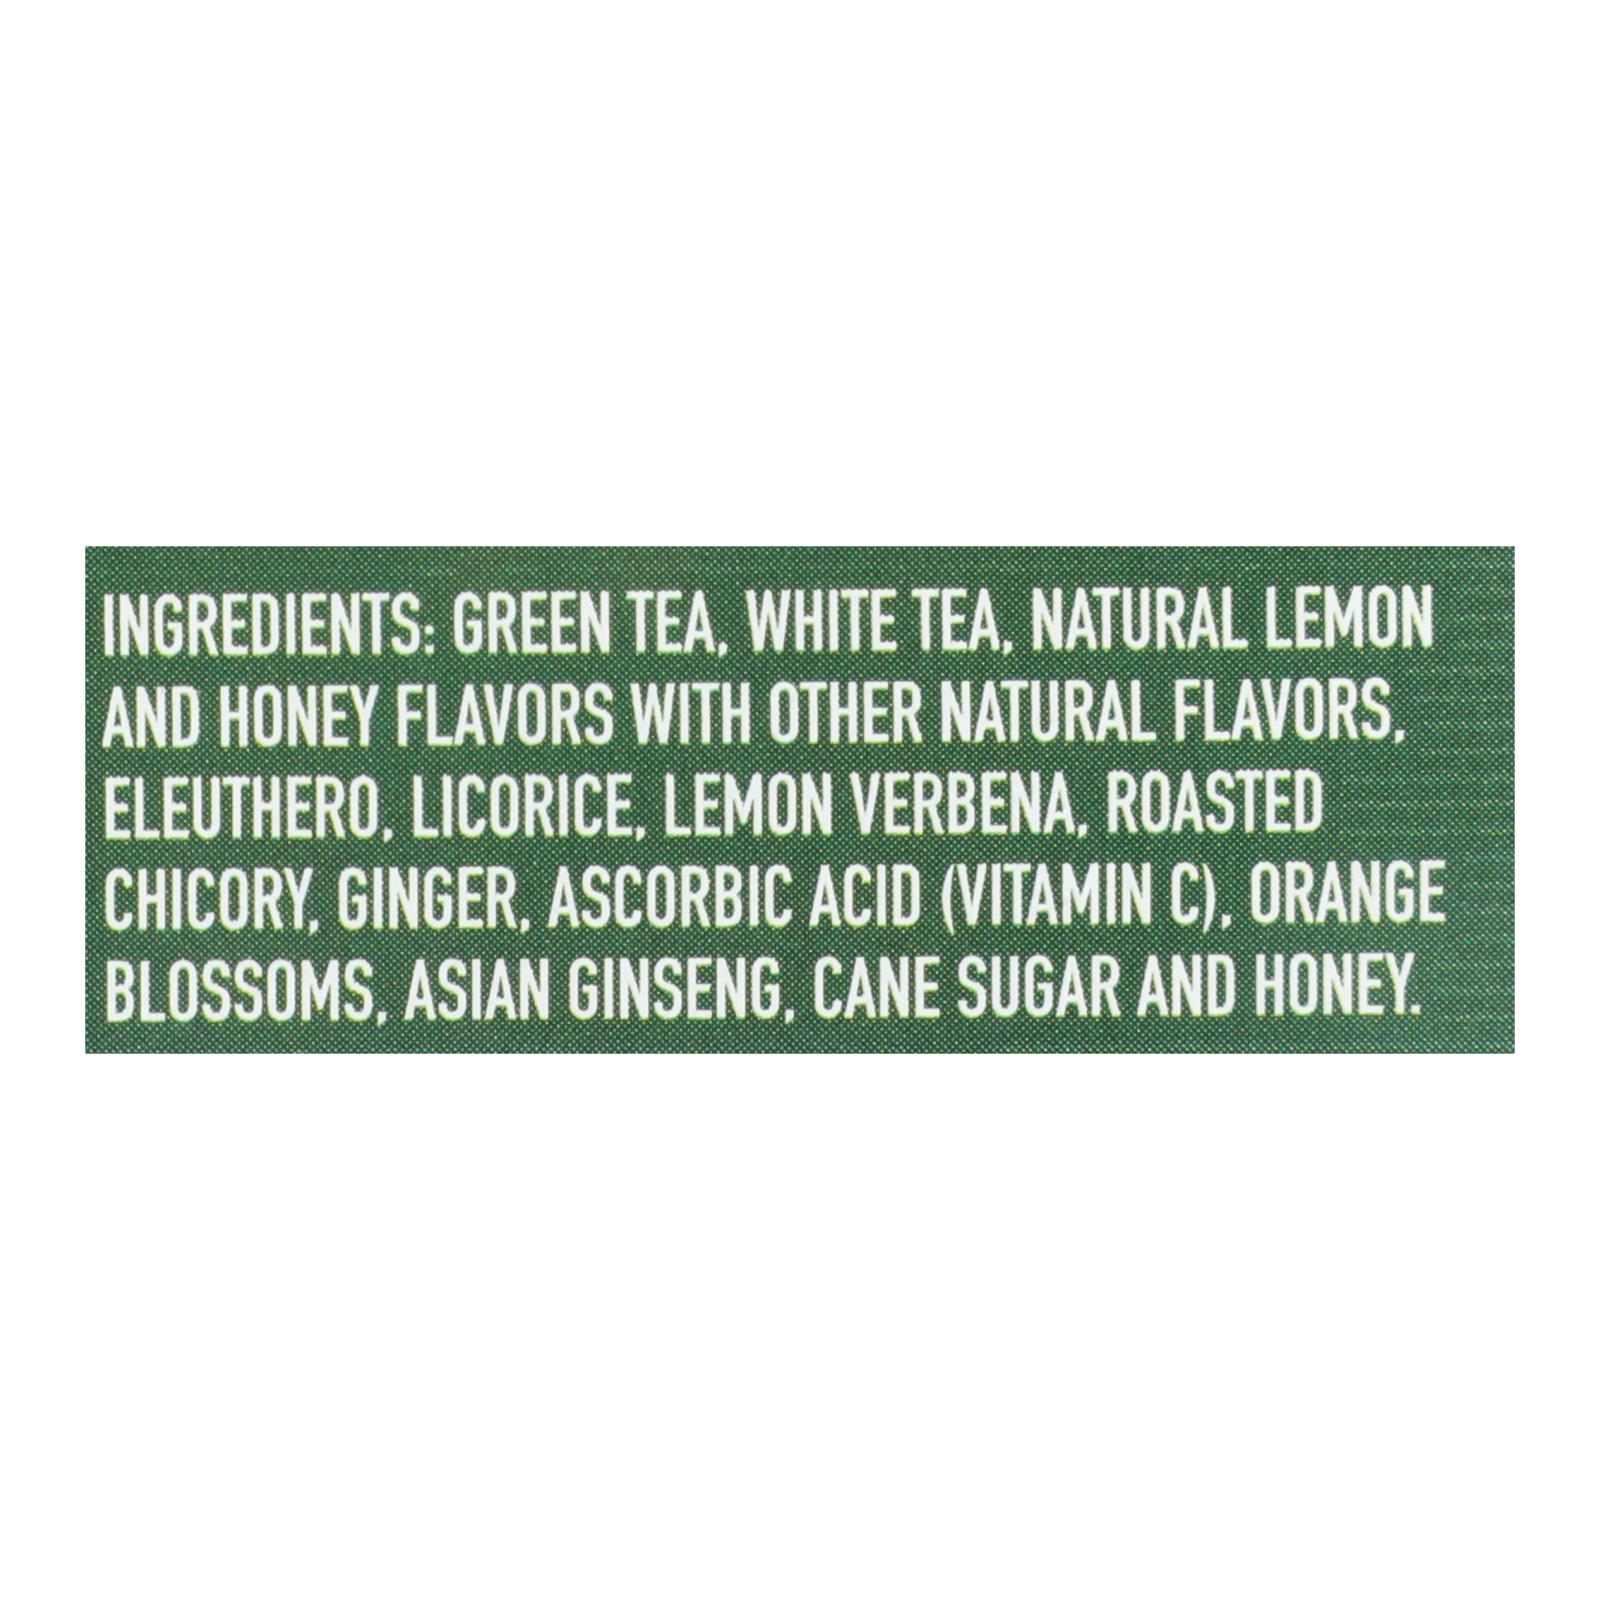 INGREDIENTS: GREEN TEA, WHITE TEA, NATURAL LEMON
AND HONEY FLAVORS WITH OTHER NATURAL FLAVORS,
ELEUTHERO, LICORICE, LEMON VERBENA, ROASTED
CHICORY, GINGER, ASCORBIC ACID (VITAMIN C), ORANGE
BLOSSOMS, ASIAN GINSENG, CANE SUGAR AND HONEY.